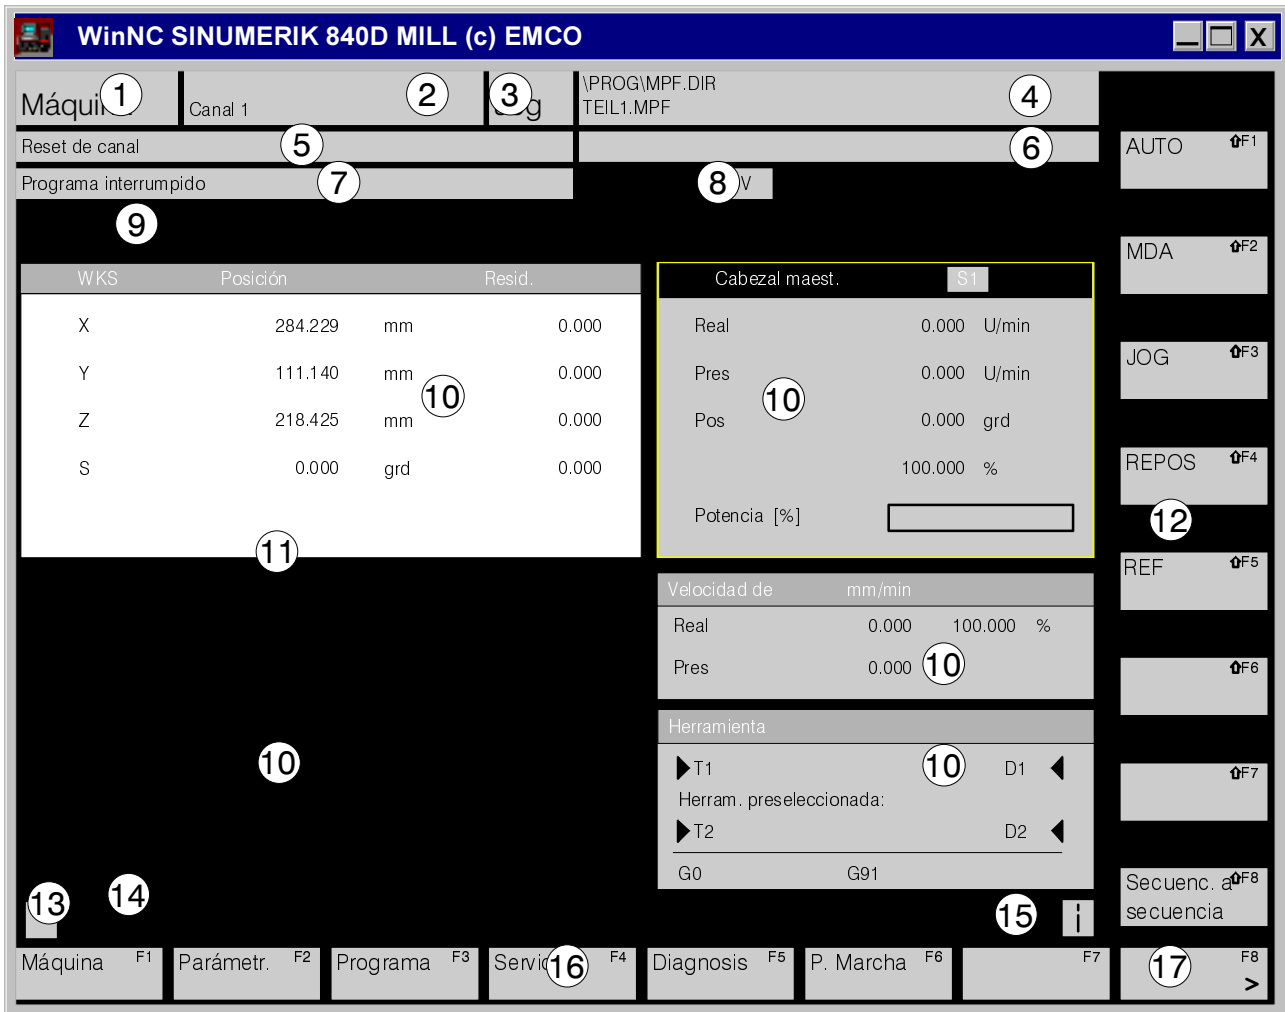 WinNC SINUMERIK 840D MILL (c) EMCO
X
1
Canal 1
2
3
\PROG\MPF.DIR
TEIL1.MPF
4
Reset de canal
5
6
AUTO F1
Programa interrumpido
7
8
V
9
MDA F2
WKS Posición Resid.
X 284.229 mm 0.000
Y 111.140 mm 0.000
Z 218.425 mm 0.000
S 0.000 grd 0.000
10
11
Cabezal maest. S1
Real 0.000 U/min
Pres 0.000 U/min
Pos 0.000 grd
100.000 %
Potencia [%]
10
JOG F3
REPOS F4
12
REF F5
Velocidad de mm/min
Real 0.000 100.000 %
Pres 0.000
10
F6
Herramienta
T1 D1
10
Herram. preseleccionada:
T2 D2
G0 G91
10
F7
Secuenc. a F8
secuencia
13
14
15
i
Máquina F1
Parámetr. F2
Programa F3
16
F4
Diagnosis F5
P. Marcha F6
F7
17
F8
>